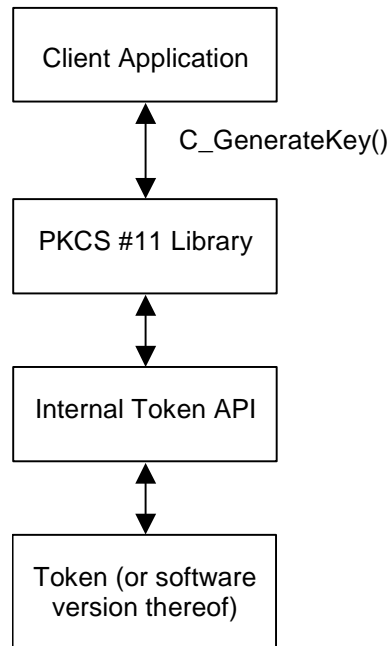 Client Application
C_GenerateKey()
PKCS #11 Library
Internal Token API
Token (or software
version thereof)